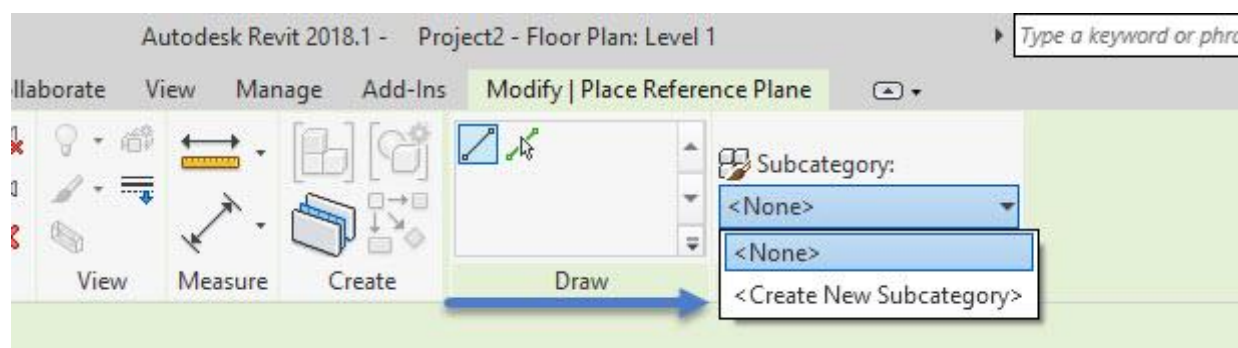 Autodesk Revit 2018.1 - Project2 - Floor Plan: Level 1
Type a keyword or phra
llaborate View Manage Add-Ins Modify | Place Reference Plane
Subcategory:
<None>
<None>
<Create New Subcategory>
View Measure Create Draw